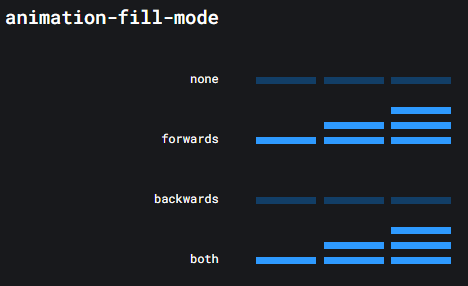 animation-fill-mode
none
forwards
backwards
both